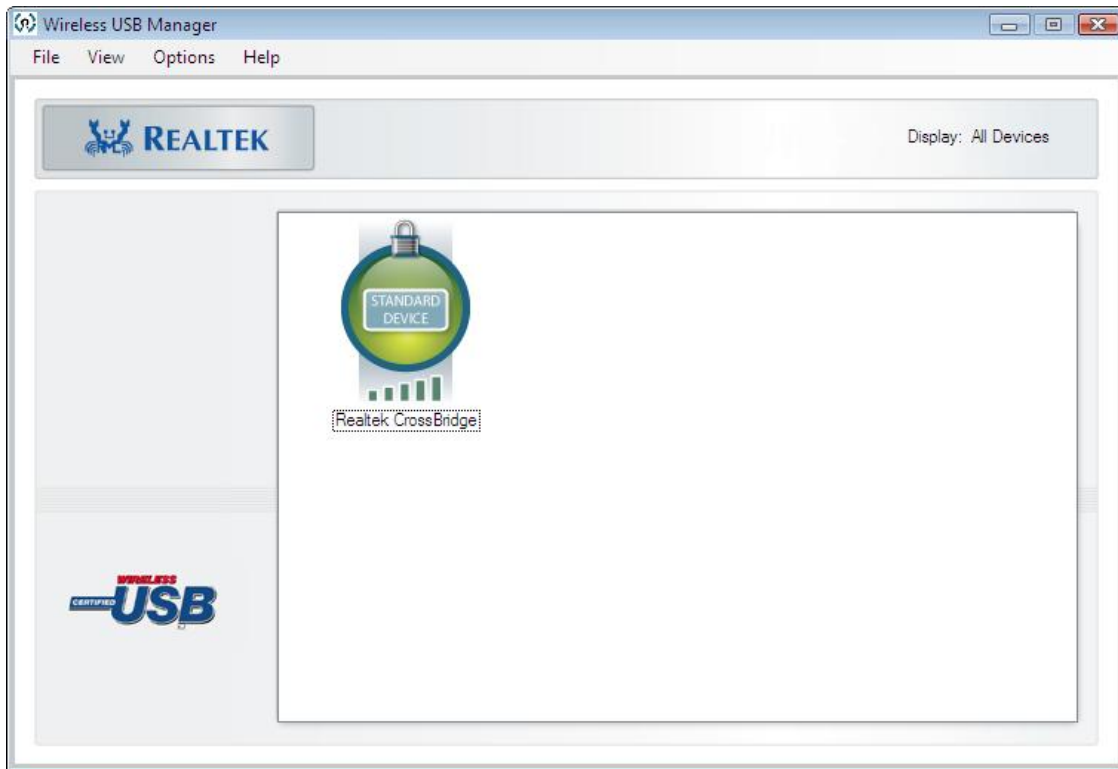 Wireless USB Manager
File View Options Help
REALTEK
Display: All Devices
STANDARD
DEVICE
Realtek CrossBridge
WIRELESS
CERTIFIED USB